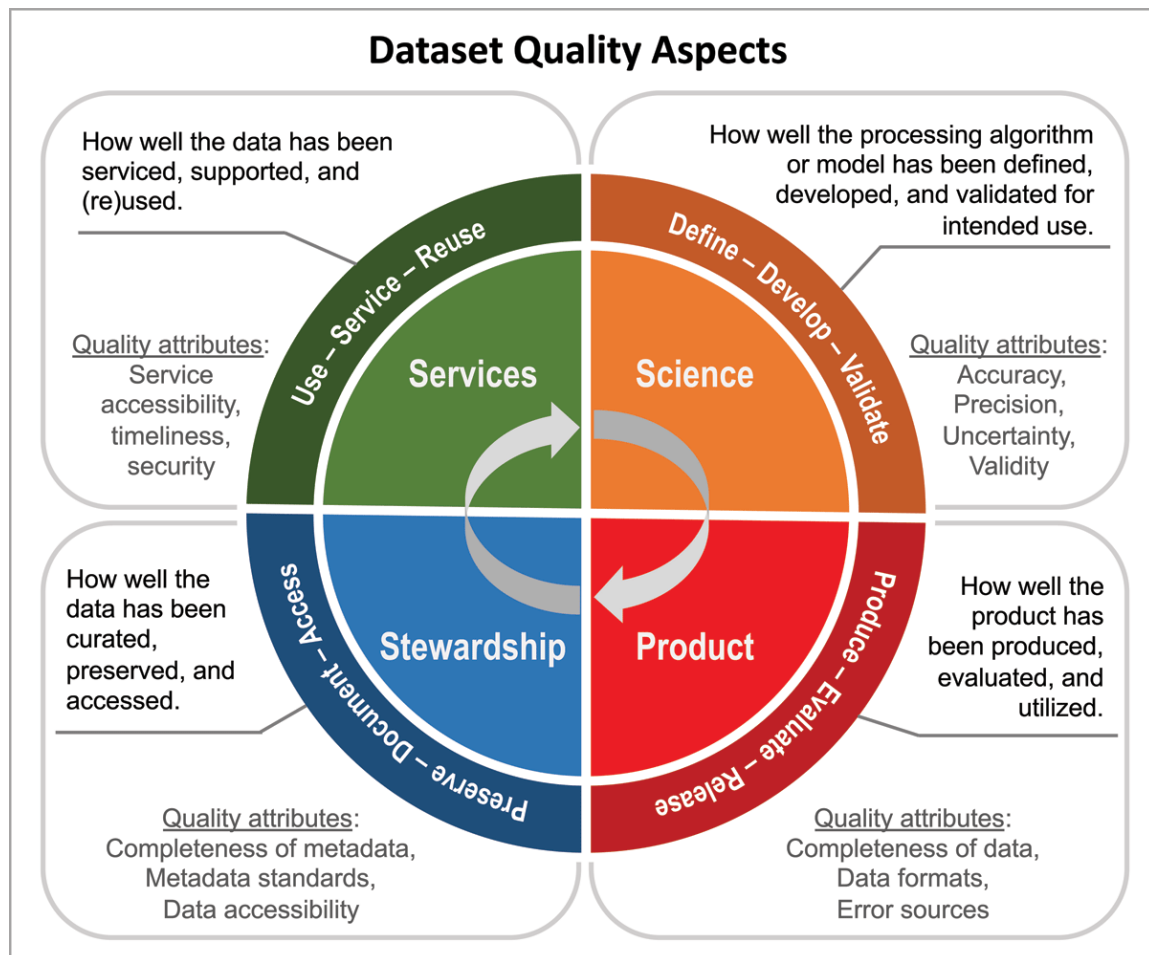 Dataset Quality Aspects
How well the data has been
serviced, supported, and
(re)used.
Use – Service – Reuse
Quality attributes:
Service
accessibility,
timeliness,
security
Services
How well the processing algorithm
or model has been defined,
developed, and validated for
intended use.
Define – Develop – Validate
Quality attributes:
Accuracy,
Precision,
Uncertainty,
Validity
Science
How well the
data has been
curated,
preserved, and
accessed.
Preserve – Document – Access
Stewardship
Quality attributes:
Completeness of metadata,
Metadata standards,
Data accessibility
Product
Produce – Evaluate – Release
How well the
product has
been produced,
evaluated, and
utilized.
Quality attributes:
Completeness of data,
Data formats,
Error sources